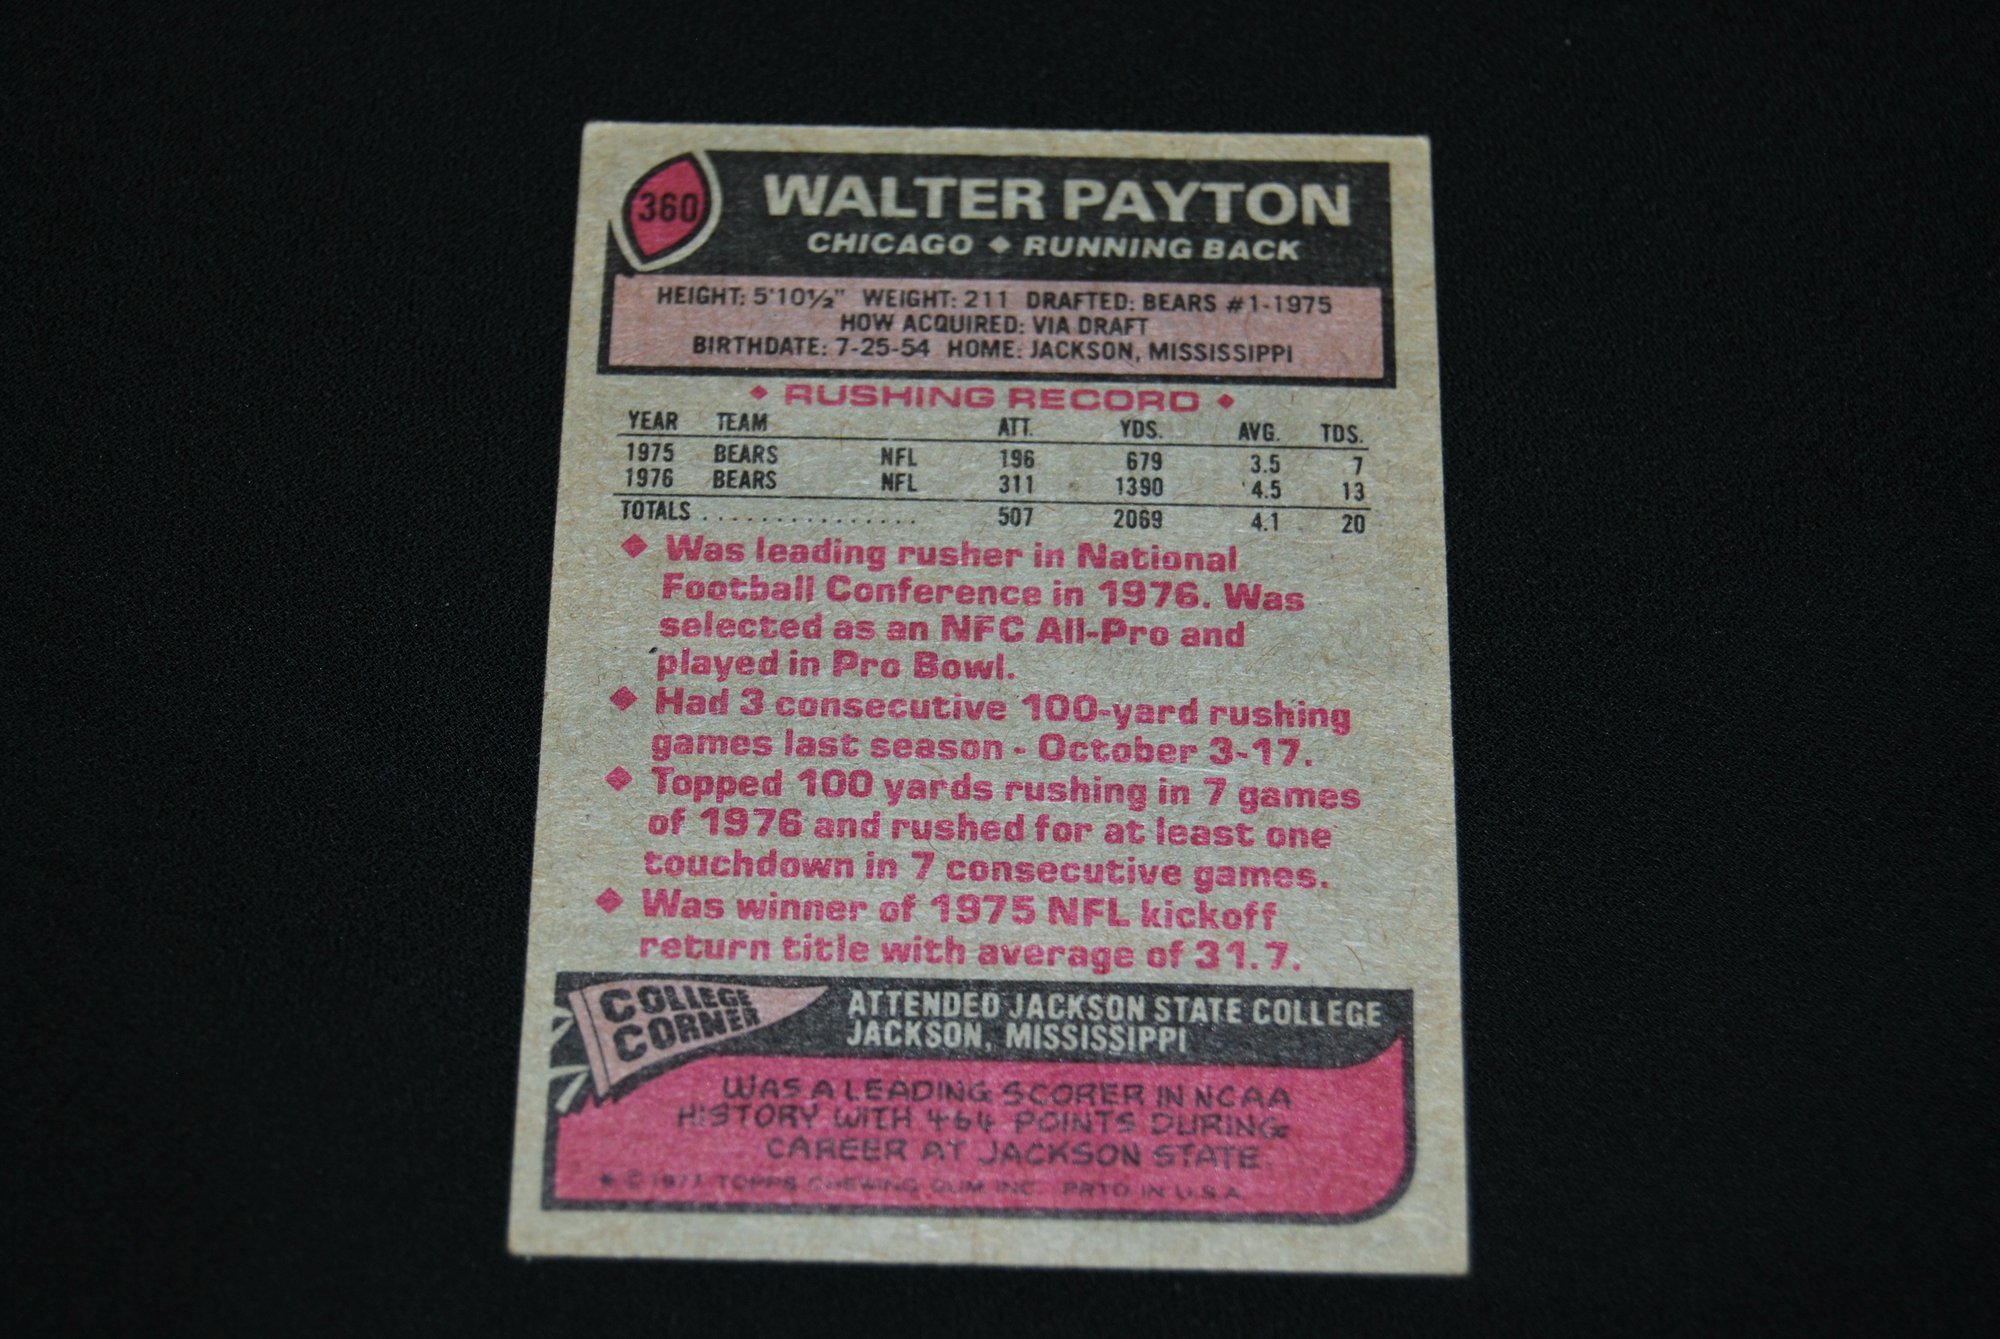 360
WALTER PAYTON
CHICAGO ♦ RUNNING BACK
HEIGHT: 5'10½" WEIGHT: 211 DRAFTED: BEARS #1-1975
HOW ACQUIRED: VIA DRAFT
BIRTHDATE: 7-25-54 HOME: JACKSON, MISSISSIPPI
♦ RUSHING RECORD ♦
YEAR TEAM ATT. YDS. AVG. TDS.
1975 BEARS NFL 196 679 3.5 7
1976 BEARS NFL 311 1390 4.5 13
TOTALS . . . . . . . . . . . . . . . . 507 2069 4.1 20
♦ Was leading rusher in National
Football Conference in 1976. Was
selected as an NFC All-Pro and
played in Pro Bowl.
♦ Had 3 consecutive 100-yard rushing
games last season - October 3-17.
♦ Topped 100 yards rushing in 7 games
of 1976 and rushed for at least one
touchdown in 7 consecutive games.
♦ Was winner of 1975 NFL kickoff
return title with average of 31.7.
COLLEGE
CORNER
ATTENDED JACKSON STATE COLLEGE
JACKSON, MISSISSIPPI
WAS A LEADING SCORER IN NCAA
HISTORY WITH 464 POINTS DURING
CAREER AT JACKSON STATE.
* © 1977 TOPPS CHEWING GUM INC. PRTD IN U.S.A.